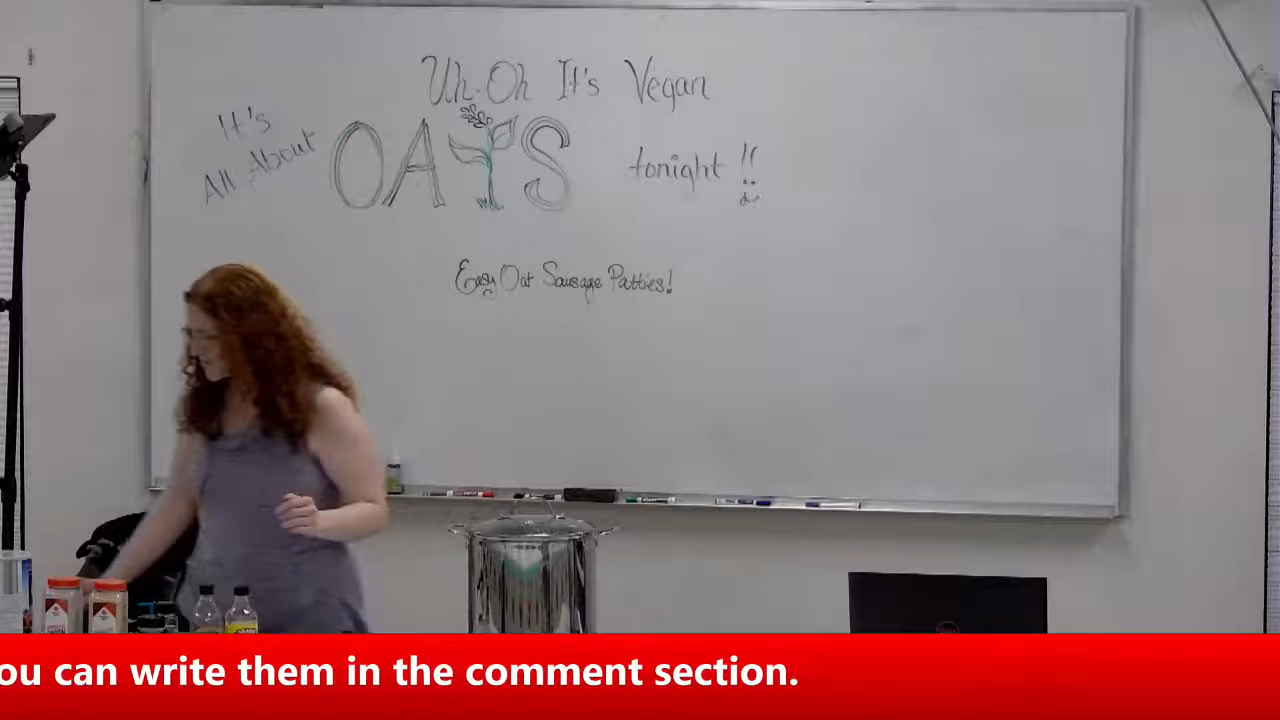 Uh-Oh It's Vegan
It's
All About
OATS
tonight!!
Easy Oat Sausage Patties!
ou can write them in the comment section.